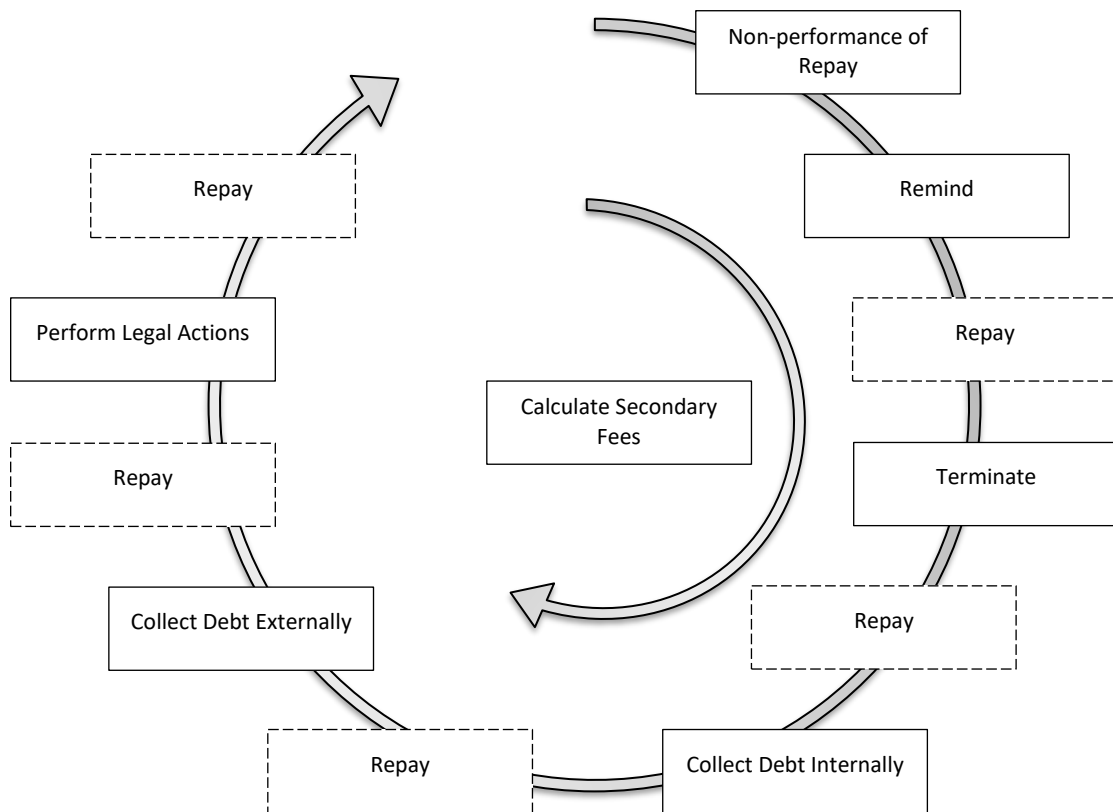 Non-performance of
Repay
Remind
Repay
Terminate
Repay
Collect Debt Internally
Repay
Collect Debt Externally
Repay
Perform Legal Actions
Repay
Calculate Secondary
Fees